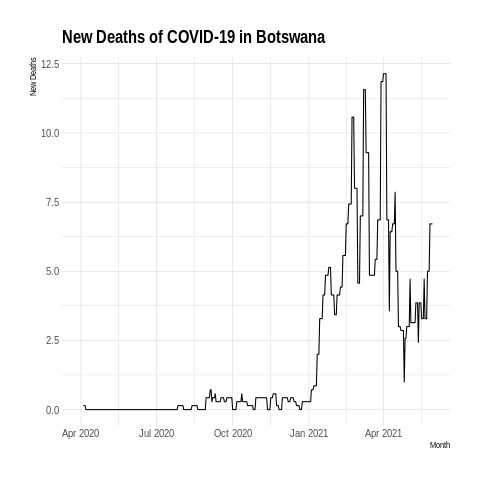 New Deaths of COVID-19 in Botswana
New Deaths
12.5
10.0
7.5
5.0
2.5
0.0
Apr 2020 Jul 2020 Oct 2020 Jan 2021 Apr 2021
Month